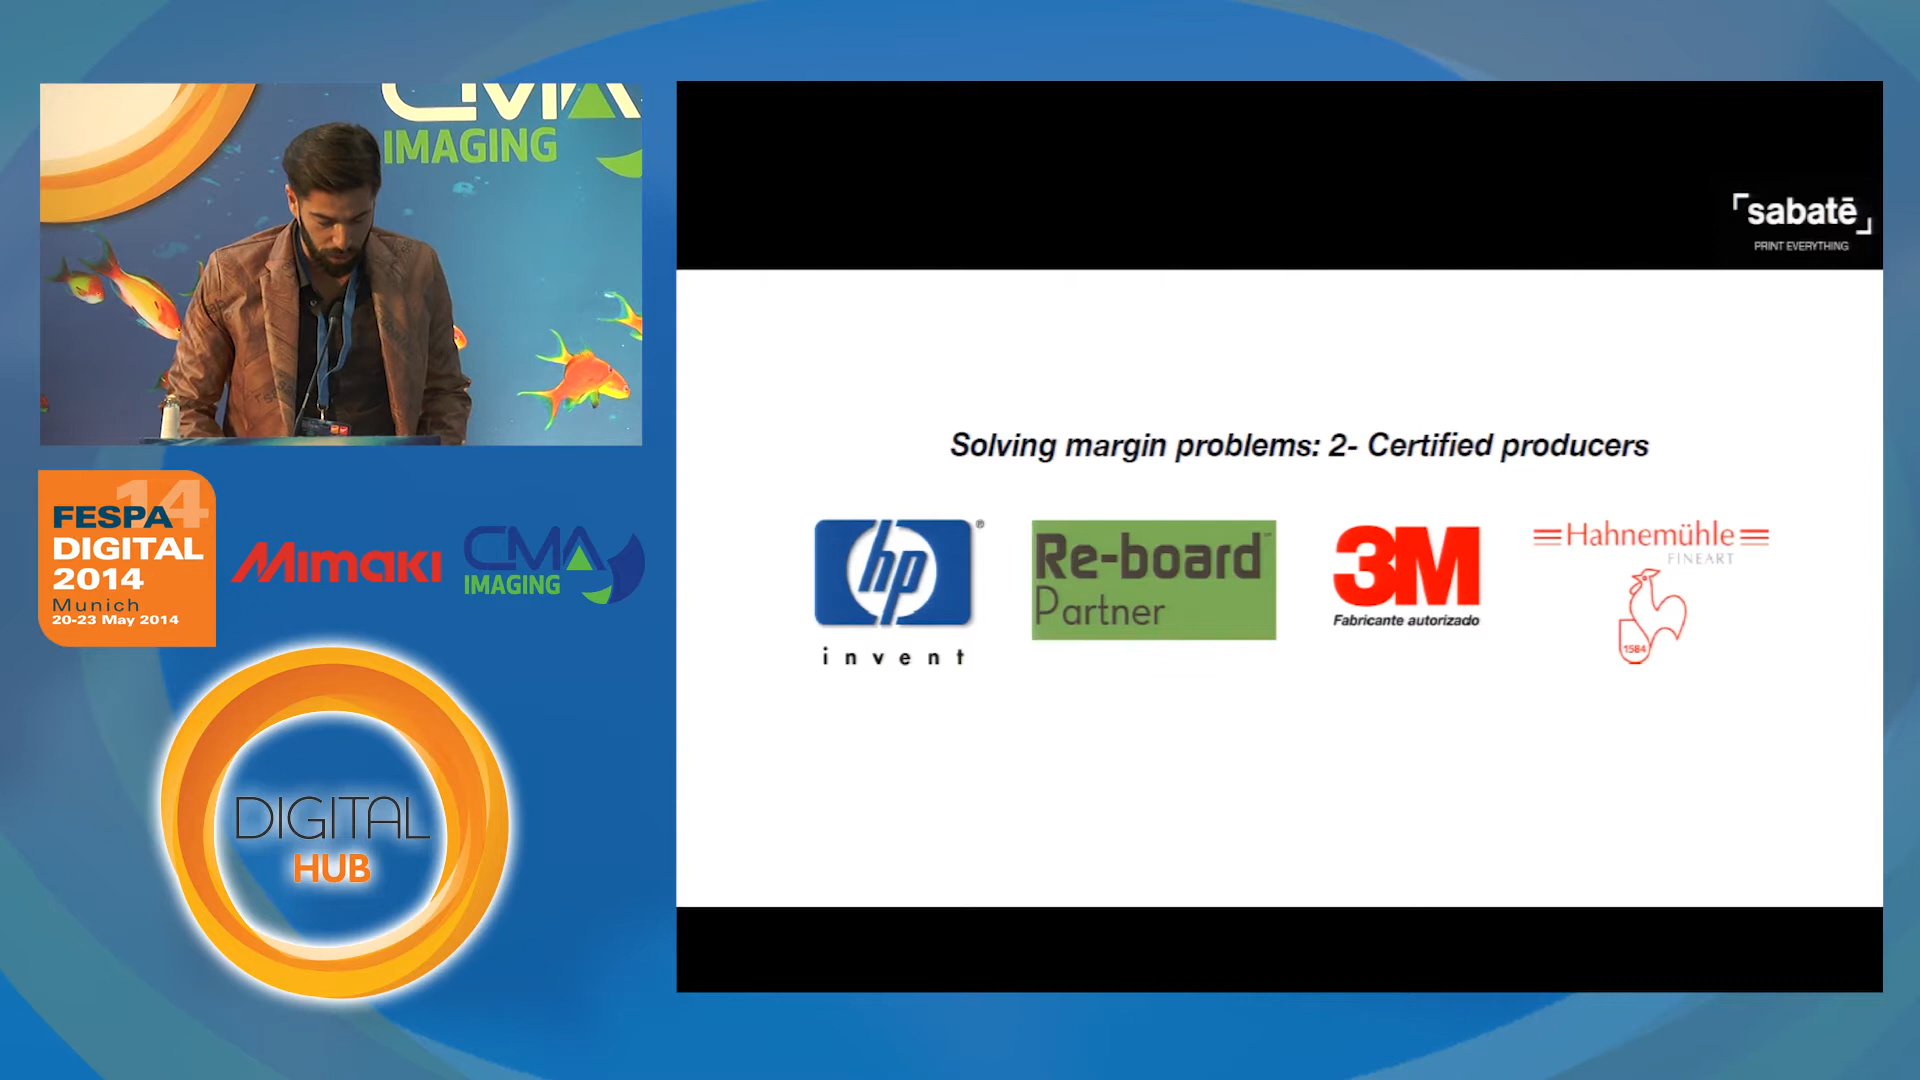 CMA
IMAGING
14
FESPA
DIGITAL
2014
Munich
20-23 May 2014
Mimaki
CMA
IMAGING
DIGITAL
HUB
sabatē
PRINT EVERYTHING
Solving margin problems: 2- Certified producers
hp
®
invent
Re-board
Partner
3M
Fabricante autorizado
Hahnemühle
FINEART
1584